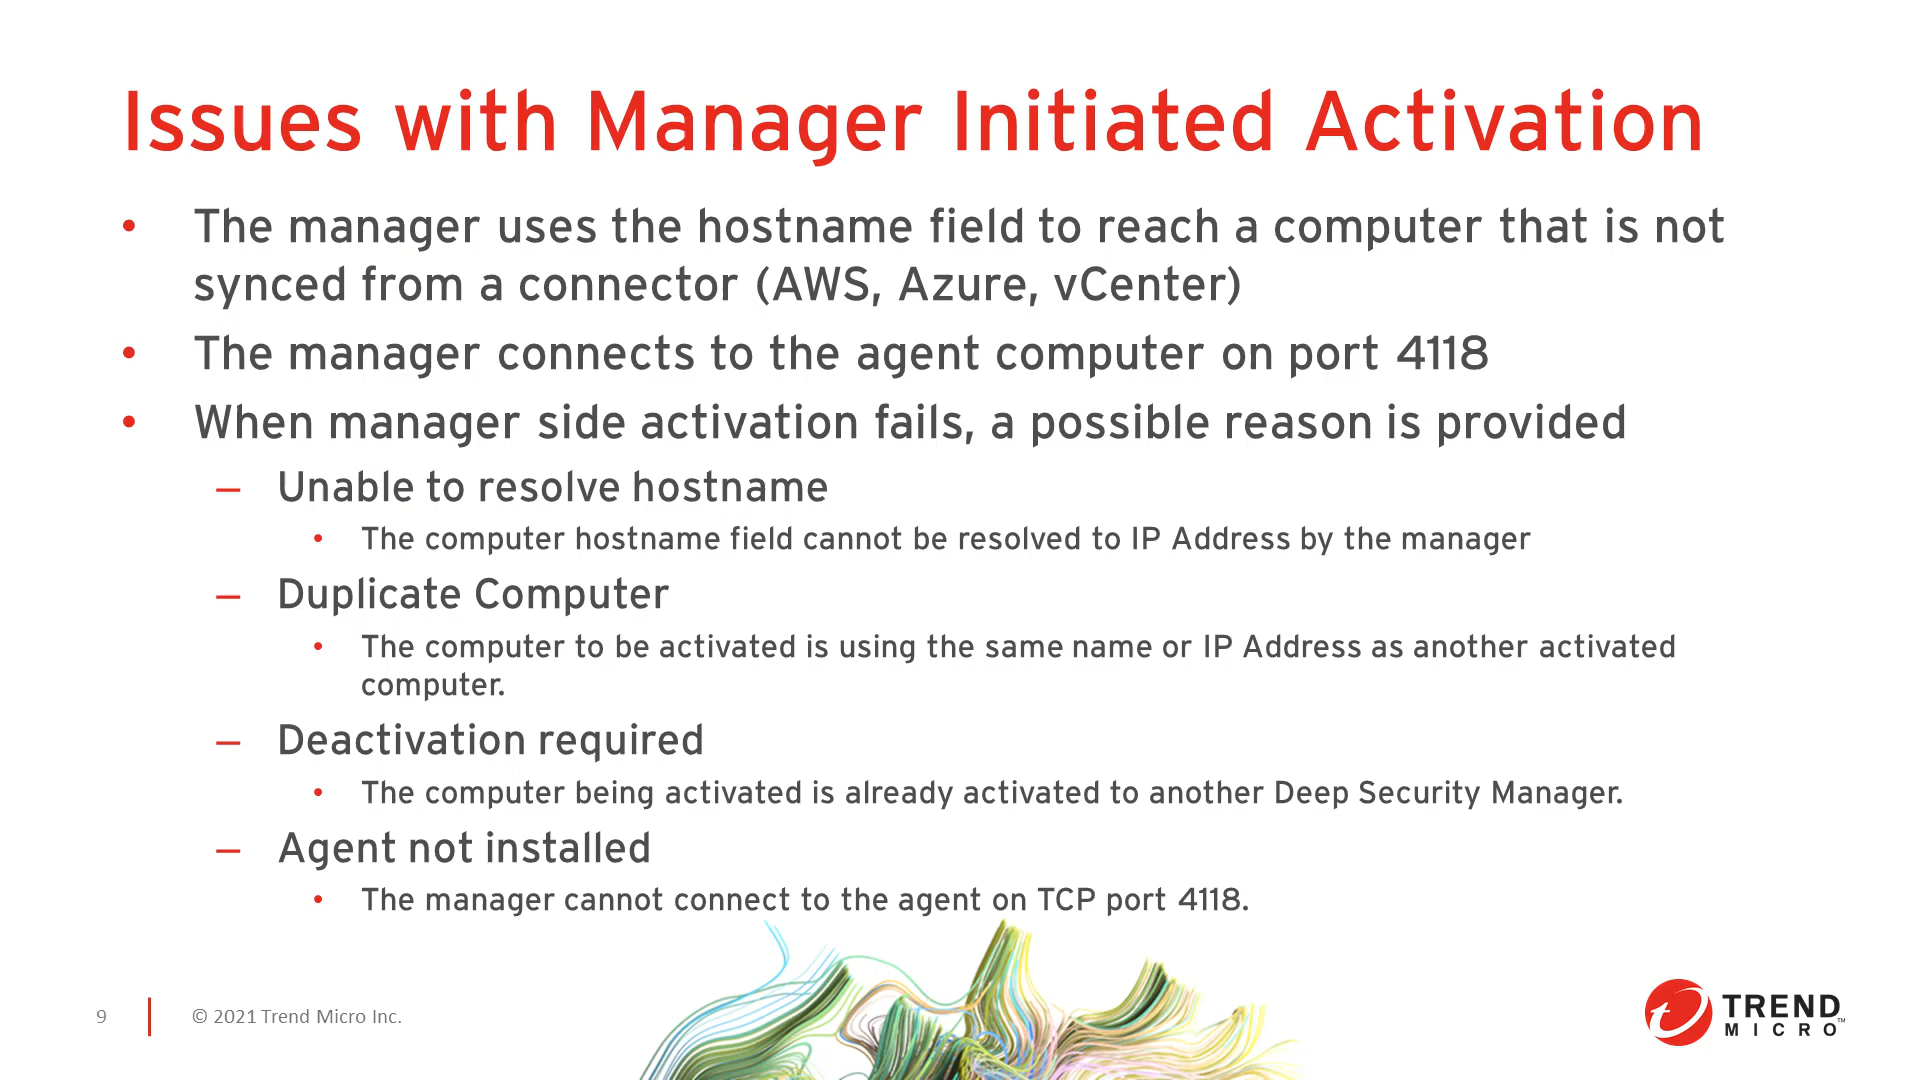 Issues with Manager Initiated Activation
• The manager uses the hostname field to reach a computer that is not
synced from a connector (AWS, Azure, vCenter)
• The manager connects to the agent computer on port 4118
• When manager side activation fails, a possible reason is provided
– Unable to resolve hostname
• The computer hostname field cannot be resolved to IP Address by the manager
– Duplicate Computer
• The computer to be activated is using the same name or IP Address as another activated
computer.
– Deactivation required
• The computer being activated is already activated to another Deep Security Manager.
– Agent not installed
• The manager cannot connect to the agent on TCP port 4118.
9
© 2021 Trend Micro Inc.
TREND
MICRO™